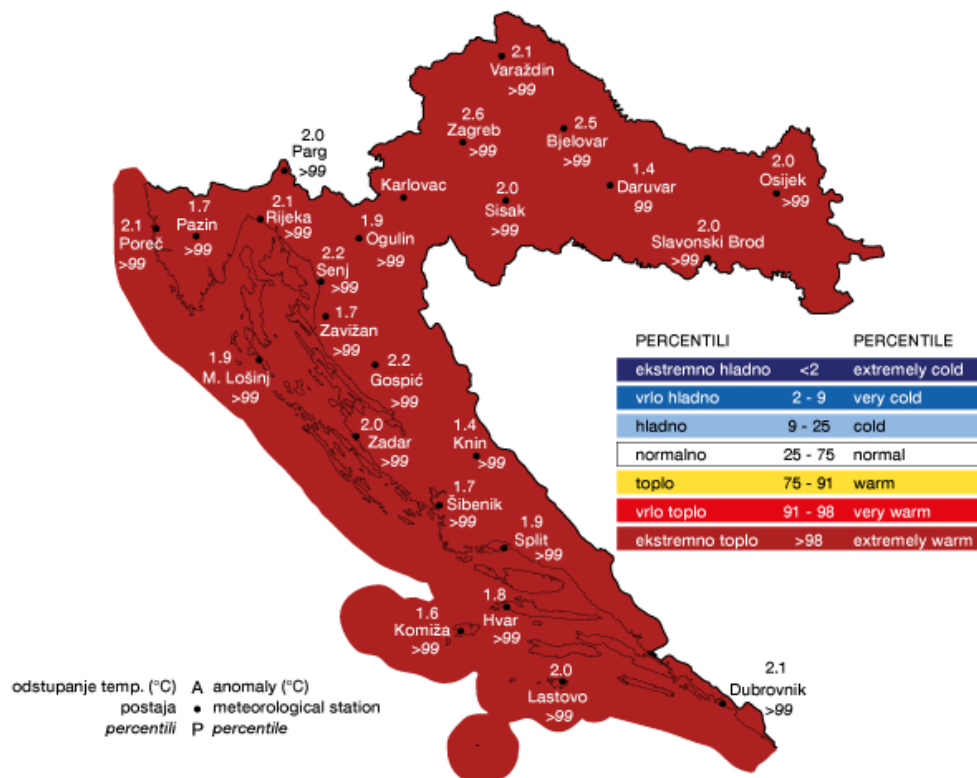 2.1
Varaždin
>99
2.6
Zagreb
>99
2.5
Bjelovar
>99
2.0
Parg
>99
1.4
Daruvar
99
2.0
Osijek
>99
Karlovac
2.0
Sisak
>99
1.7
Pazin
>99
2.1
Rijeka
>99
2.1
Poreč
>99
1.9
Ogulin
>99
2.0
Slavonski Brod
>99
2.2
Senj
>99
1.7
Zavižan
>99
1.9
M. Lošinj
>99
2.2
Gospić
>99
2.0
Zadar
>99
1.4
Knin
>99
1.7
Šibenik
>99
1.9
Split
>99
1.8
Hvar
>99
1.6
Komiža
>99
2.0
Lastovo
>99
2.1
Dubrovnik
>99
PERCENTILI PERCENTILE
ekstremno hladno <2 extremely cold
vrlo hladno 2 - 9 very cold
hladno 9 - 25 cold
normalno 25 - 75 normal
toplo 75 - 91 warm
vrlo toplo 91 - 98 very warm
ekstremno toplo >98 extremely warm
odstupanje temp. (°C) A anomaly (°C)
postaja • meteorological station
percentili P percentile